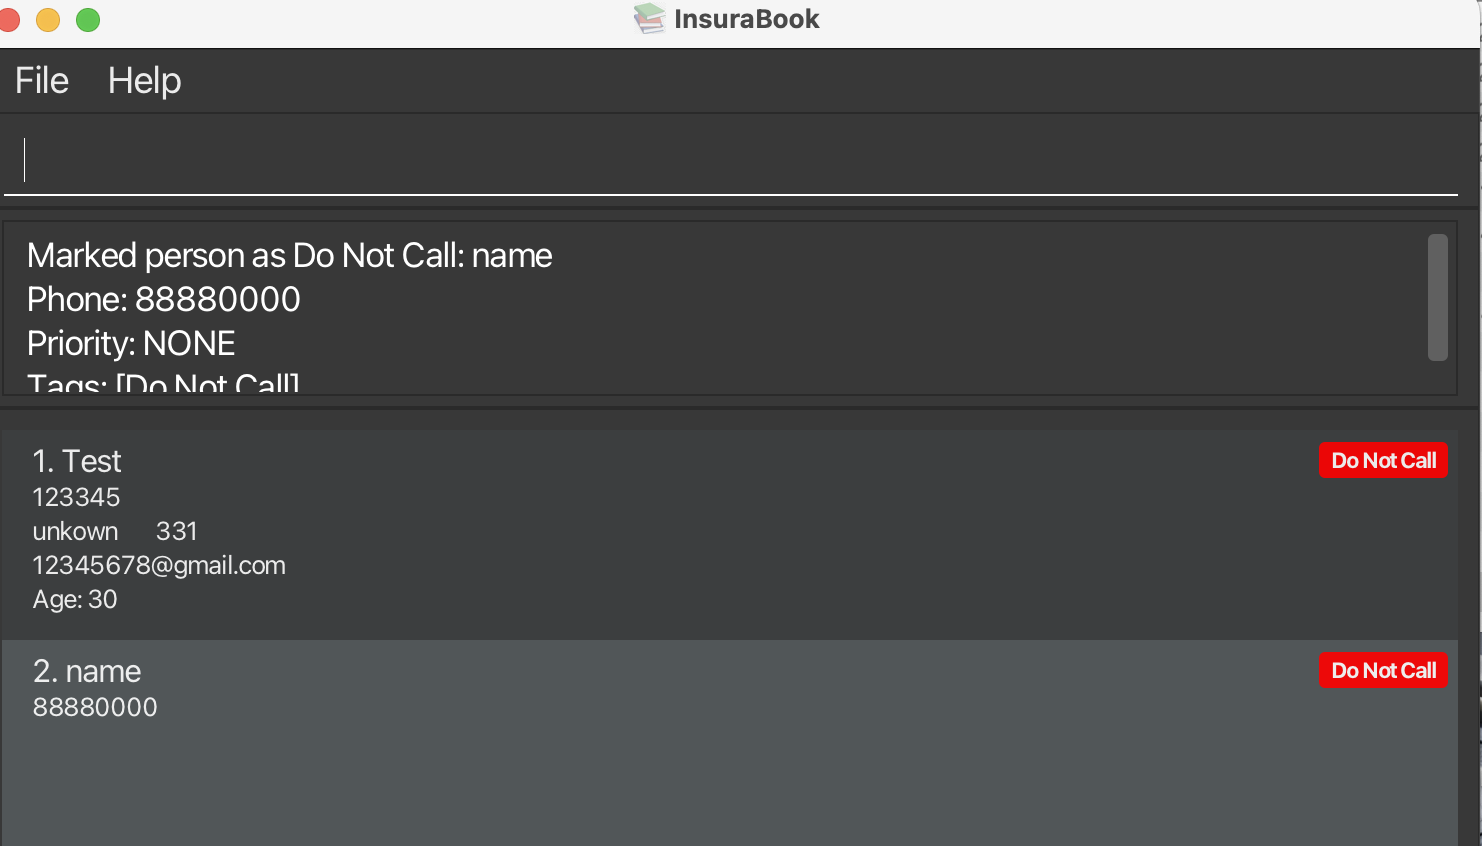 InsuraBook
File Help
Marked person as Do Not Call: name
Phone: 88880000
Priority: NONE
Tags: [Do Not Call]
1. Test
Do Not Call
123345
unkown 331
12345678@gmail.com
Age: 30
2. name
Do Not Call
88880000